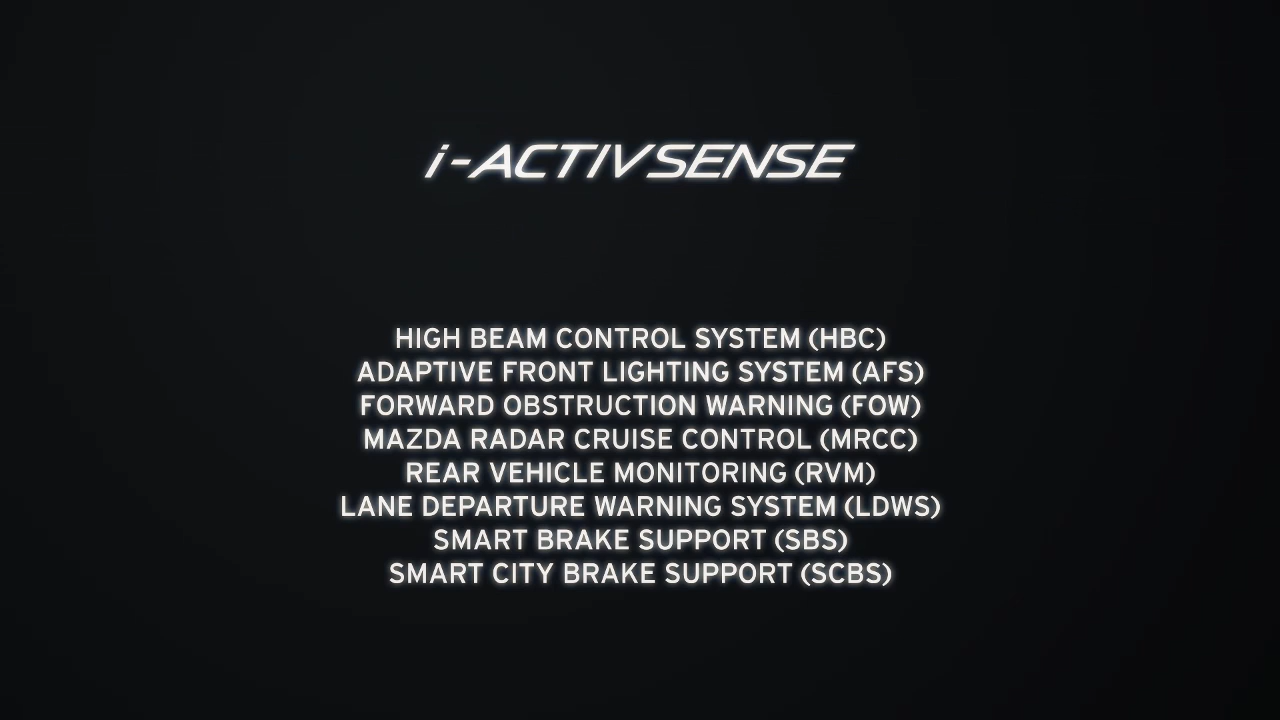 i-ACTIVSENSE
HIGH BEAM CONTROL SYSTEM (HBC)
ADAPTIVE FRONT LIGHTING SYSTEM (AFS)
FORWARD OBSTRUCTION WARNING (FOW)
MAZDA RADAR CRUISE CONTROL (MRCC)
REAR VEHICLE MONITORING (RVM)
LANE DEPARTURE WARNING SYSTEM (LDWS)
SMART BRAKE SUPPORT (SBS)
SMART CITY BRAKE SUPPORT (SCBS)